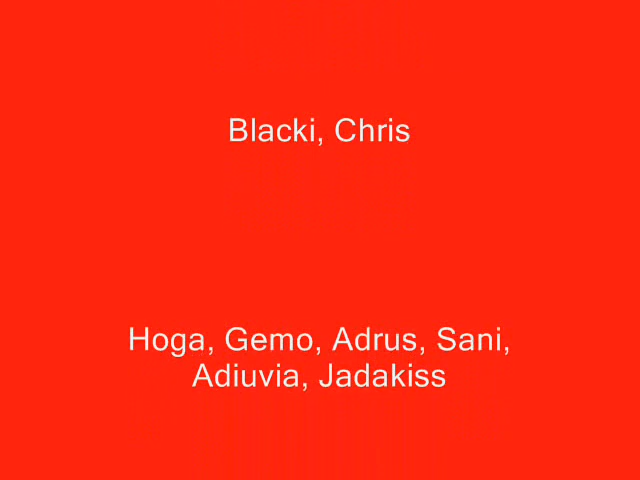 Blacki, Chris
Hoga, Gemo, Adrus, Sani,
Adiuvia, Jadakiss